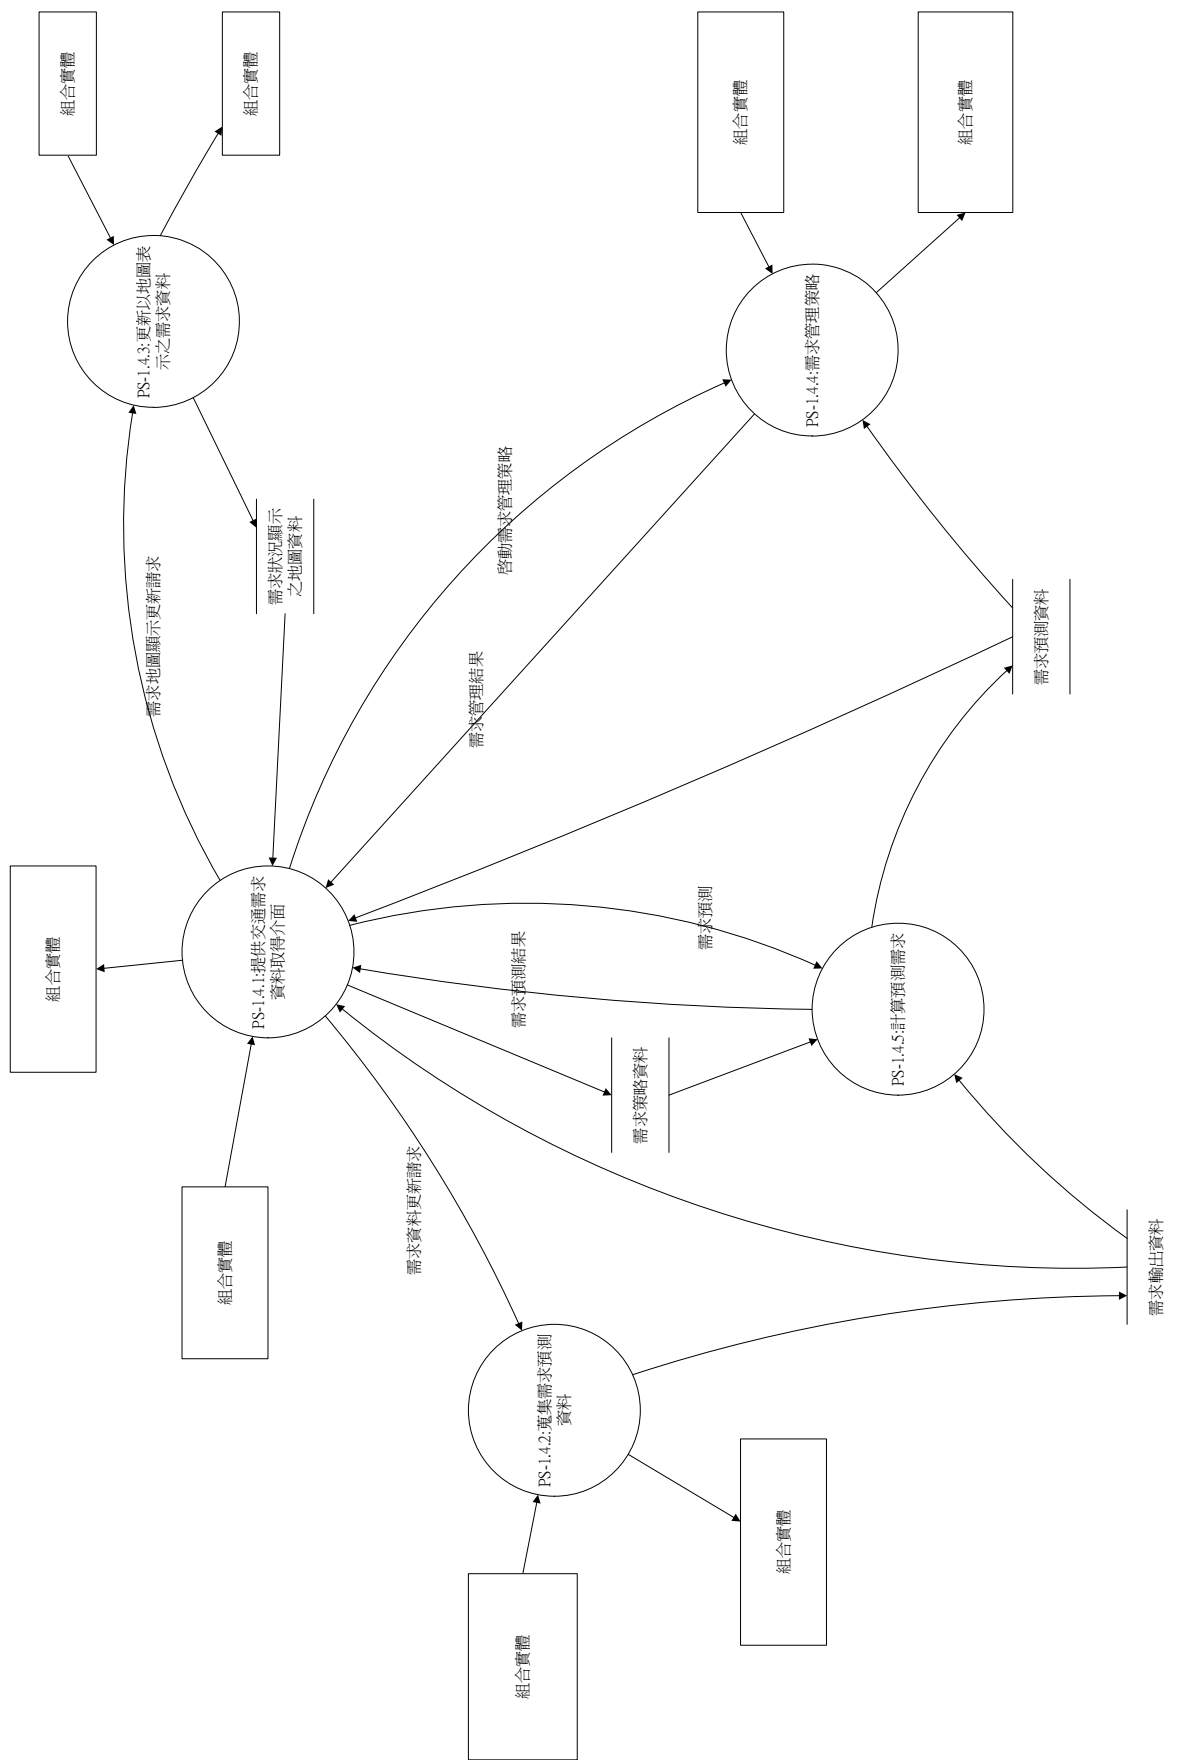 組合實體
組合實體
組合實體
組合實體
PS-1.4.3:更新以地圖表
示之需求資料
PS-1.4.4:需求管理策略
需求地圖顯示更新請求
需求狀況顯示
之地圖資料
啓動需求管理策略
需求管理結果
需求預測資料
組合實體
PS-1.4.1:提供交通需求
資料取得介面
需求預測
需求預測結果
PS-1.4.5:計算預測需求
需求策略資料
組合實體
需求資料更新請求
需求輸出資料
PS-1.4.2:蒐集需求預測
資料
組合實體
組合實體